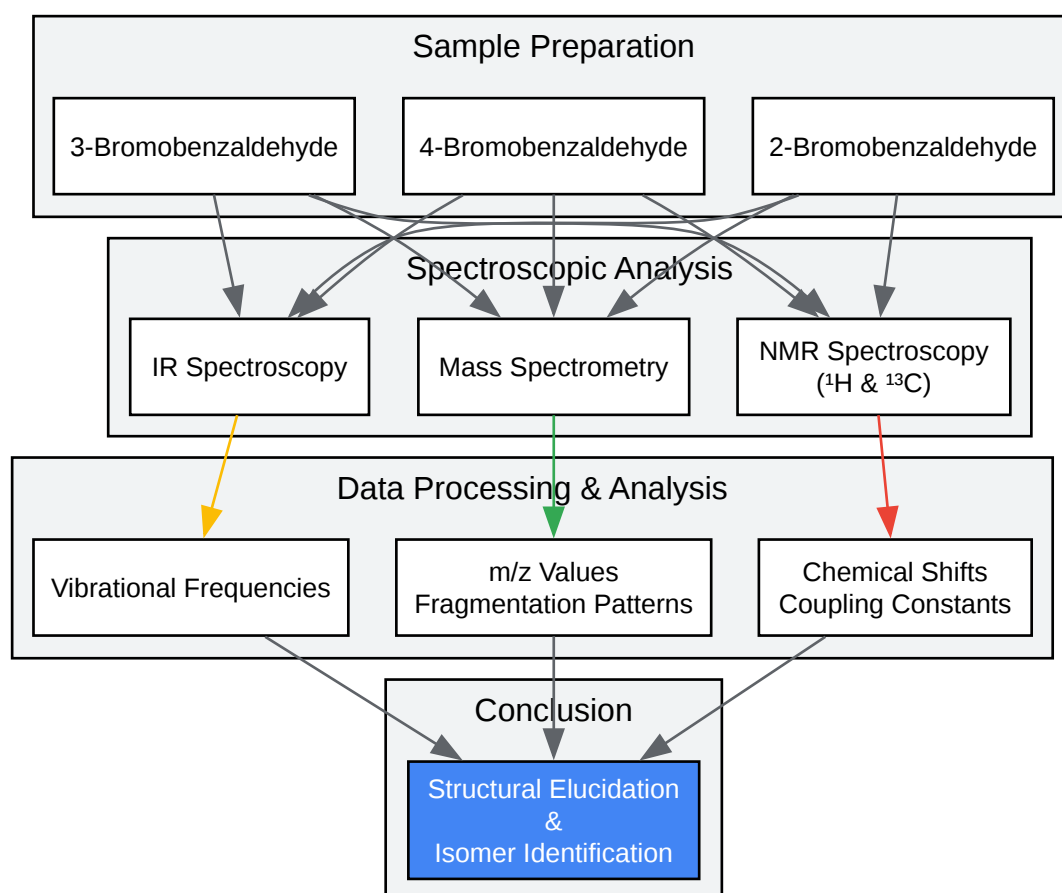 Sample Preparation
3-Bromobenzaldehyde
4-Bromobenzaldehyde
2-Bromobenzaldehyde
Spectroscopic Analysis
IR Spectroscopy
Mass Spectrometry
NMR Spectroscopy
(¹H & ¹³C)
Data Processing & Analysis
Vibrational Frequencies
m/z Values
Fragmentation Patterns
Chemical Shifts
Coupling Constants
Conclusion
Structural Elucidation
&
Isomer Identification